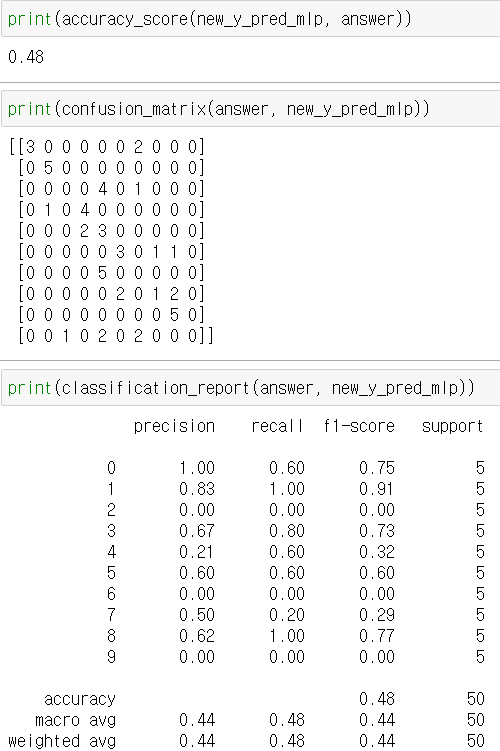 print(accuracy_score(new_y_pred_mlp, answer))
0.48
print(confusion_matrix(answer, new_y_pred_mlp))
[[3 0 0 0 0 0 2 0 0 0]
 [0 5 0 0 0 0 0 0 0 0]
 [0 0 0 0 4 0 1 0 0 0]
 [0 1 0 4 0 0 0 0 0 0]
 [0 0 0 2 3 0 0 0 0 0]
 [0 0 0 0 0 3 0 1 1 0]
 [0 0 0 0 5 0 0 0 0 0]
 [0 0 0 0 0 2 0 1 2 0]
 [0 0 0 0 0 0 0 0 5 0]
 [0 0 1 0 2 0 2 0 0 0]]
print(classification_report(answer, new_y_pred_mlp))
precision recall f1-score support
0 1.00 0.60 0.75 5
1 0.83 1.00 0.91 5
2 0.00 0.00 0.00 5
3 0.67 0.80 0.73 5
4 0.21 0.60 0.32 5
5 0.60 0.60 0.60 5
6 0.00 0.00 0.00 5
7 0.50 0.20 0.29 5
8 0.62 1.00 0.77 5
9 0.00 0.00 0.00 5
accuracy 0.48 50
macro avg 0.44 0.48 0.44 50
weighted avg 0.44 0.48 0.44 50